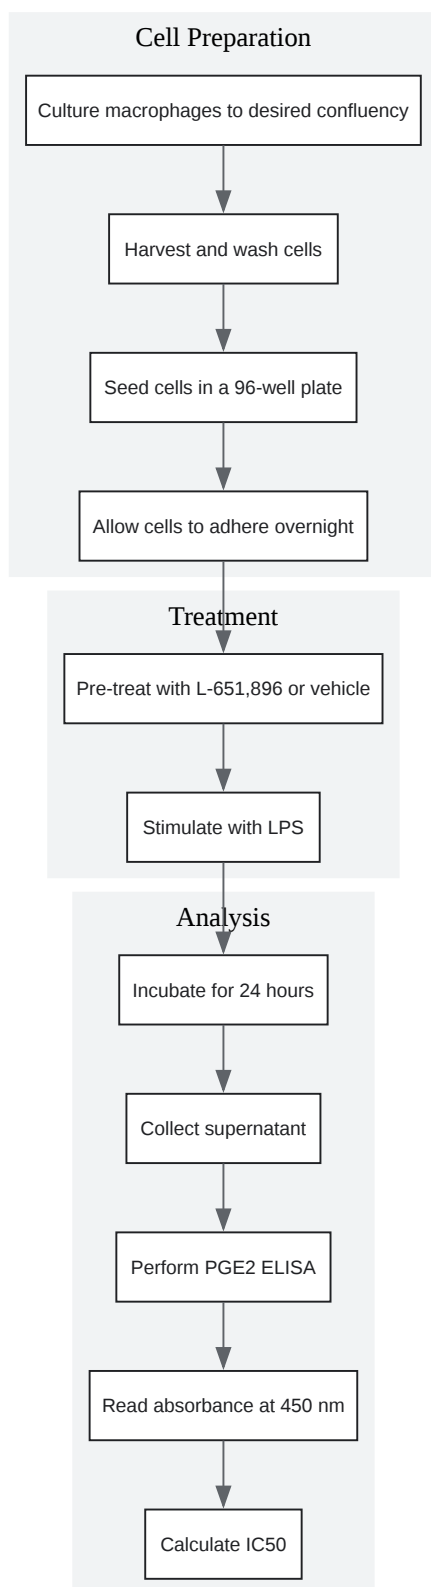 Cell Preparation
Culture macrophages to desired confluency
Harvest and wash cells
Seed cells in a 96-well plate
Allow cells to adhere overnight
Treatment
Pre-treat with L-651,896 or vehicle
Stimulate with LPS
Analysis
Incubate for 24 hours
Collect supernatant
Perform PGE2 ELISA
Read absorbance at 450 nm
Calculate IC50